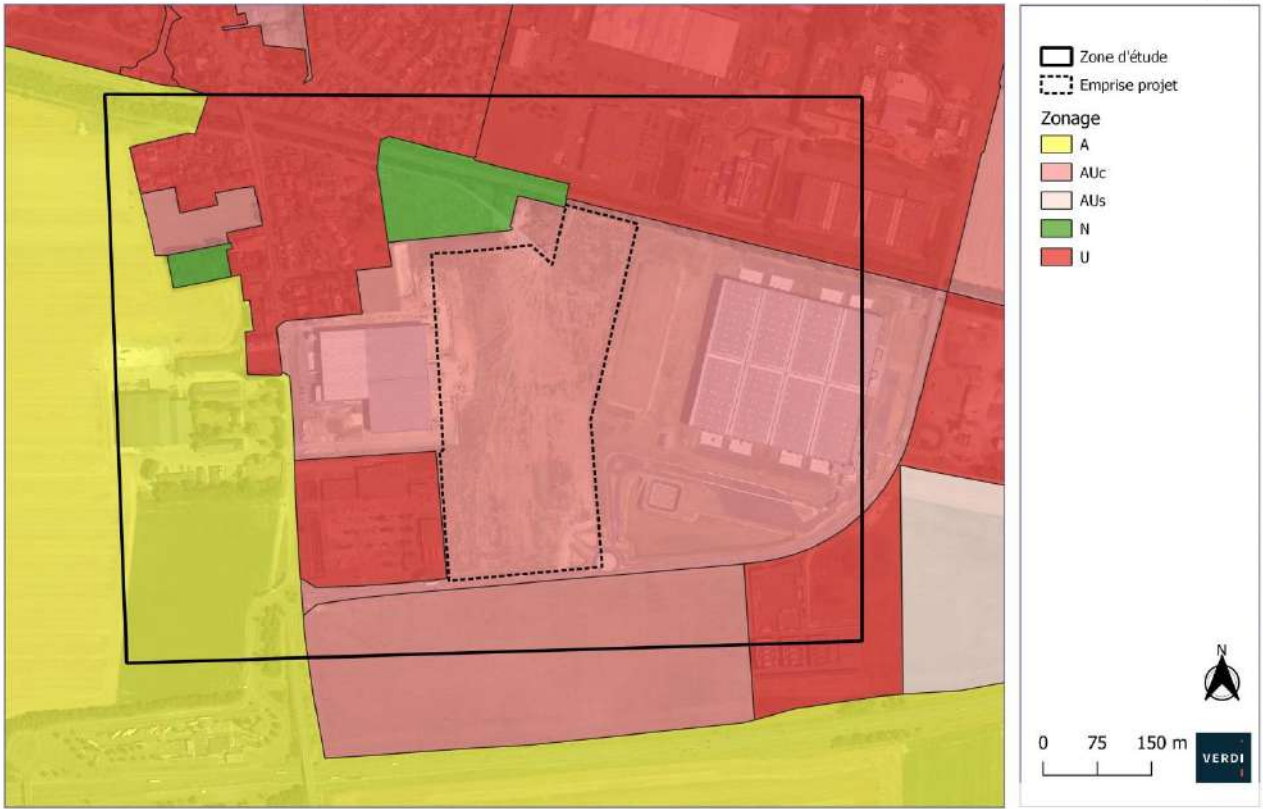 Zone d'étude
Emprise projet
Zonage
A
AUc
AUs
N
U
N
0 75 150 m
VERDI